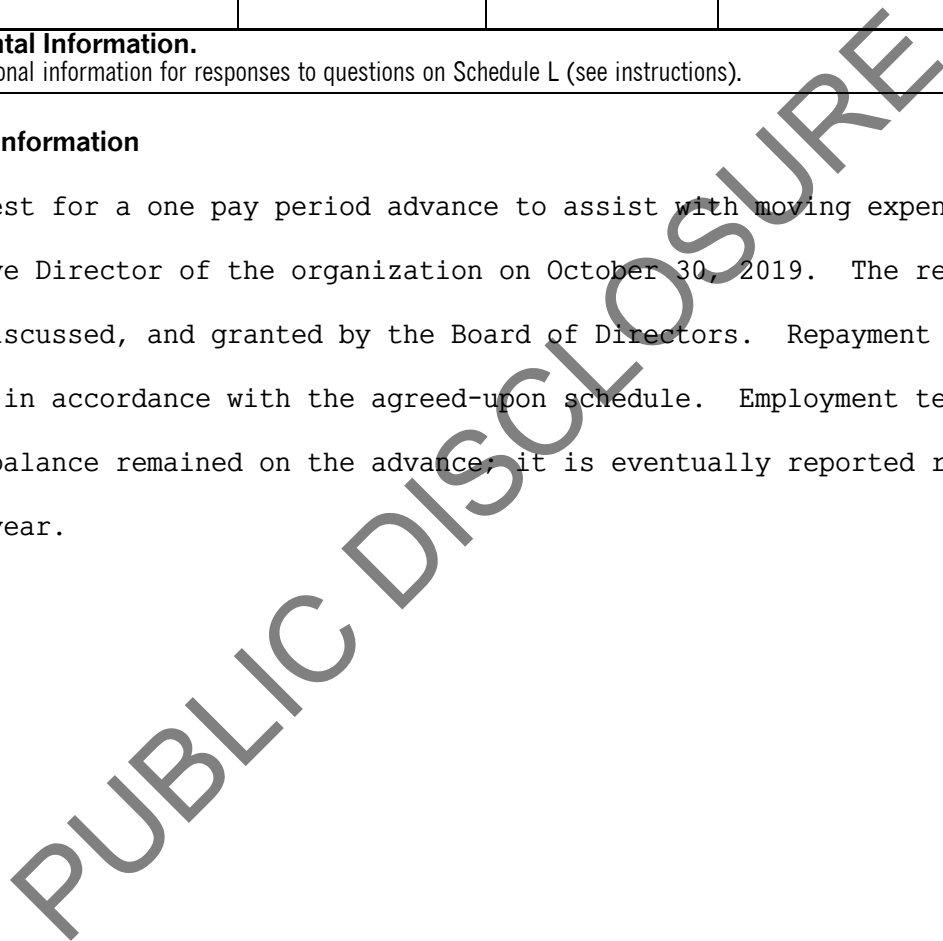 ntal Information.
onal information for responses to questions on Schedule L (see instructions).
Information
est for a one pay period advance to assist with moving expen
ve Director of the organization on October 30, 2019. The re
iscussed, and granted by the Board of Directors. Repayment
in accordance with the agreed-upon schedule. Employment te
balance remained on the advance; it is eventually reported r
year.
PUBLIC DISCLOSURE